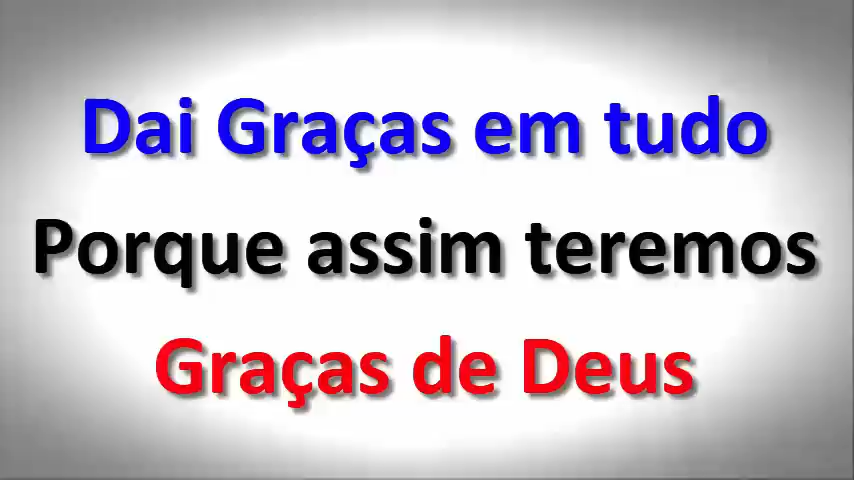 Dai Graças em tudo
Porque assim teremos
Graças de Deus